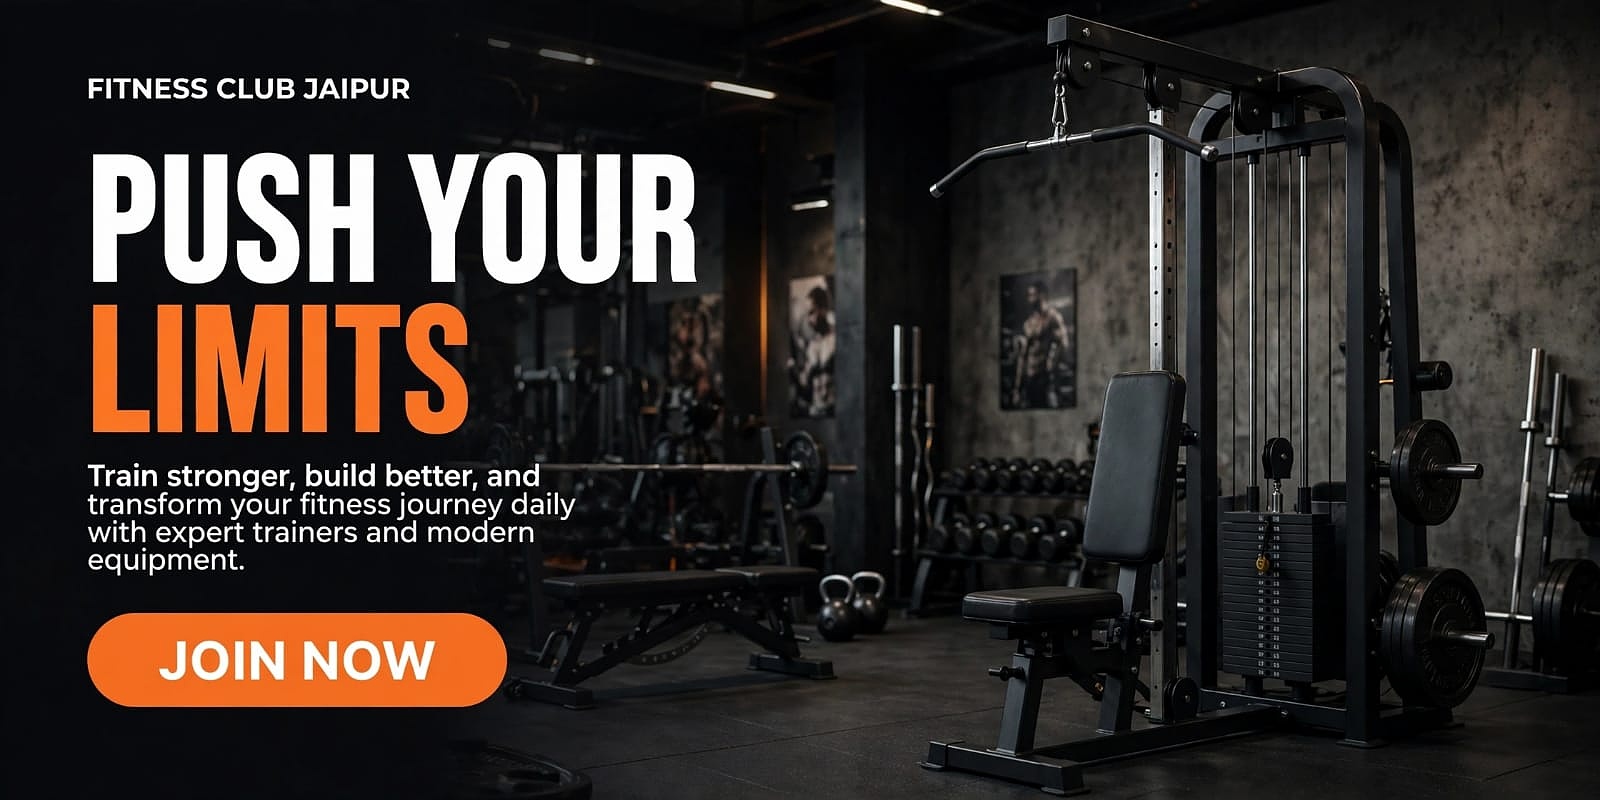 FITNESS CLUB JAIPUR
PUSH YOUR
LIMITS
Train stronger, build better, and
transform your fitness journey daily
with expert trainers and modern
equipment.
JOIN NOW